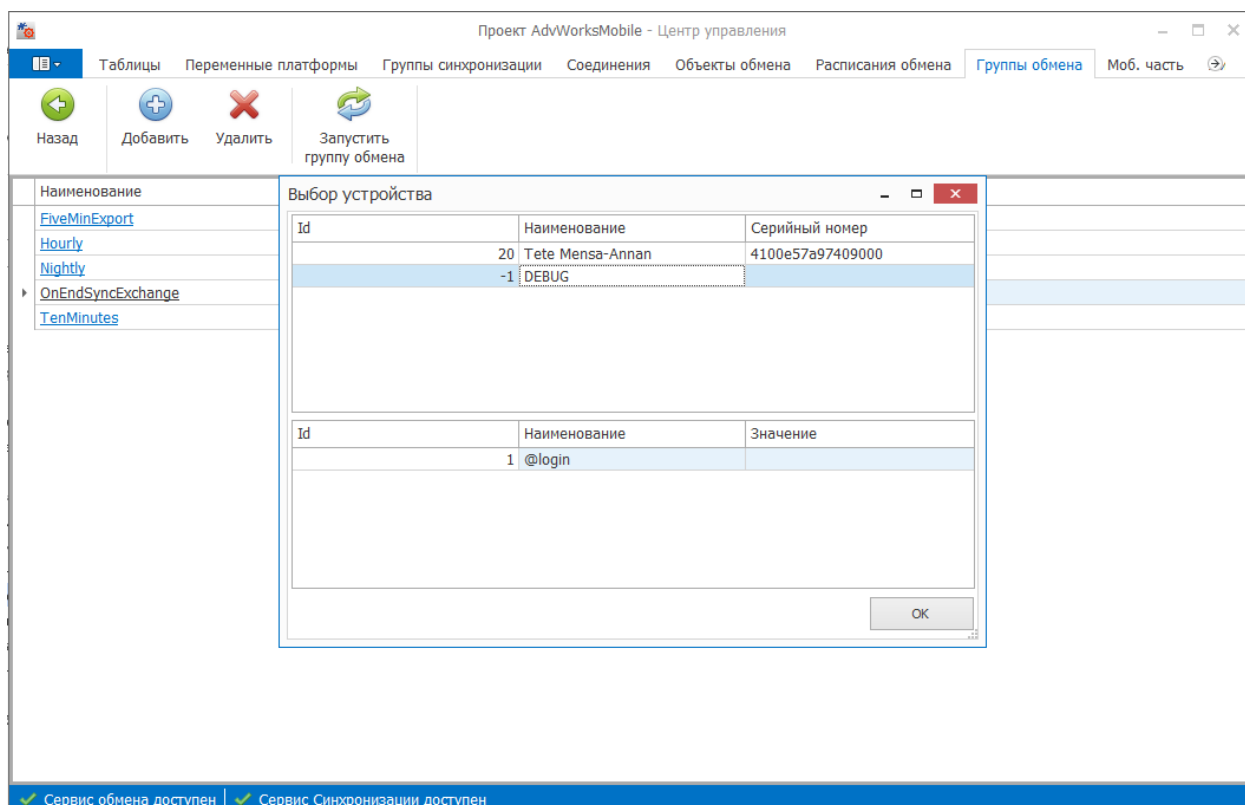 Проект AdvWorksMobile - Центр управления
Таблицы Переменные платформы Группы синхронизации Соединения Объекты обмена Расписания обмена Группы обмена Моб. часть
Назад Добавить Удалить Запустить группу обмена
Наименование
FiveMinExport
Hourly
Nightly
OnEndSyncExchange
TenMinutes
Выбор устройства
Id Наименование Серийный номер
20 Tete Mensa-Annan 4100e57a97409000
-1 DEBUG
Id Наименование Значение
1 @login
OK
Сервис обмена доступен Сервис Синхронизации доступен